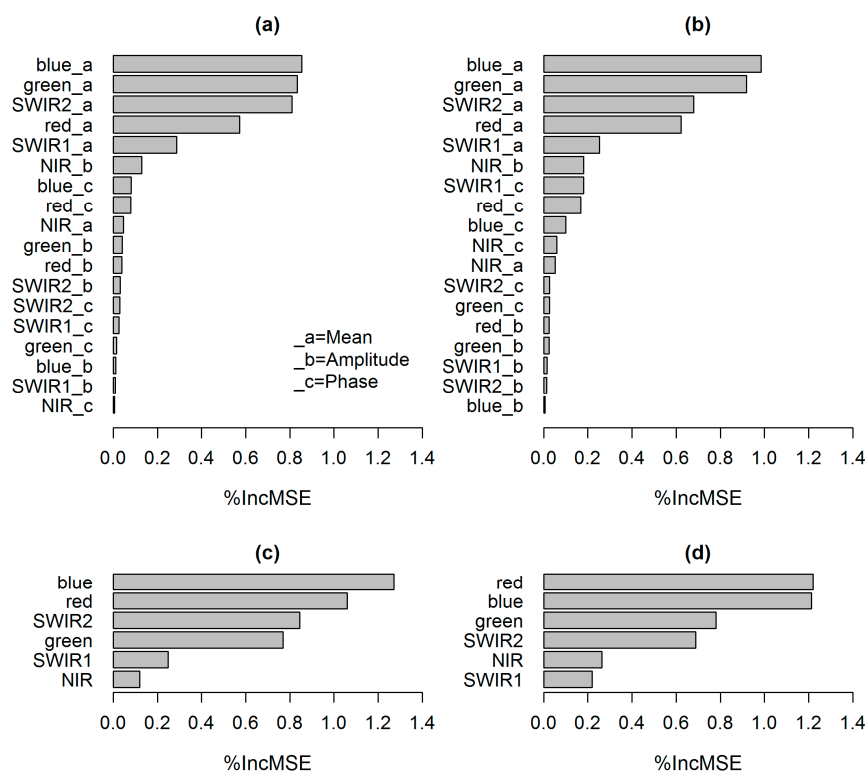 (a)
blue_a
green_a
SWIR2_a
red_a
SWIR1_a
NIR_b
blue_c
red_c
NIR_a
green_b
red_b
SWIR2_b
SWIR2_c
SWIR1_c
green_c
blue_b
SWIR1_b
NIR_c
_a=Mean
_b=Amplitude
_c=Phase
0.0 0.2 0.4 0.6 0.8 1.0 1.2 1.4
%IncMSE
(b)
blue_a
green_a
SWIR2_a
red_a
SWIR1_a
NIR_b
SWIR1_c
red_c
blue_c
NIR_c
NIR_a
SWIR2_c
green_c
red_b
green_b
SWIR1_b
SWIR2_b
blue_b
0.0 0.2 0.4 0.6 0.8 1.0 1.2 1.4
%IncMSE
(c)
blue
red
SWIR2
green
SWIR1
NIR
0.0 0.2 0.4 0.6 0.8 1.0 1.2 1.4
%IncMSE
(d)
red
blue
green
SWIR2
NIR
SWIR1
0.0 0.2 0.4 0.6 0.8 1.0 1.2 1.4
%IncMSE